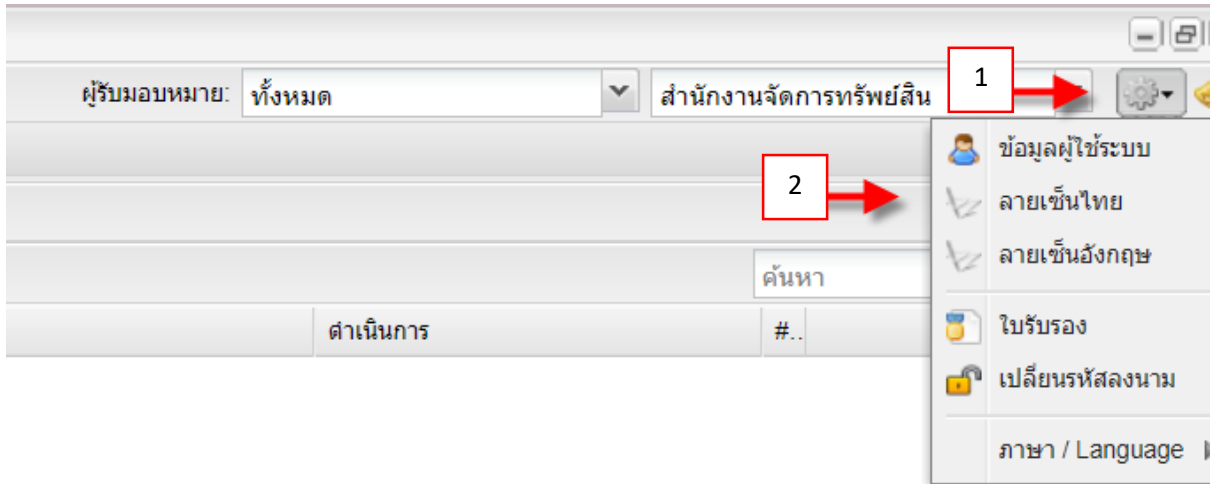 ผู้รับมอบหมาย: ทั้งหมด สำนักงานจัดการทรัพย์สิน 1
ข้อมูลผู้ใช้ระบบ
2 ลายเซ็นไทย
ลายเซ็นอังกฤษ
ค้นหา
ดำเนินการ #.. ใบรับรอง
เปลี่ยนรหัสลงนาม
ภาษา / Language